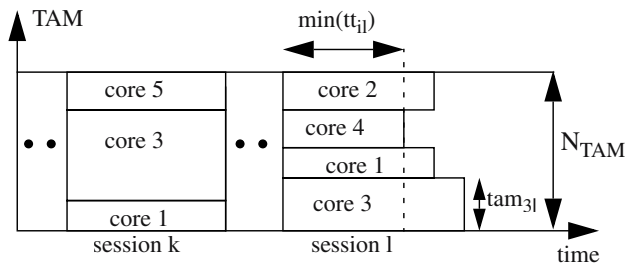 TAM
min(tt_il)
core 5
core 2
core 3
core 4
N_TAM
core 1
core 3
tam_3l
core 1
session k
session l
time